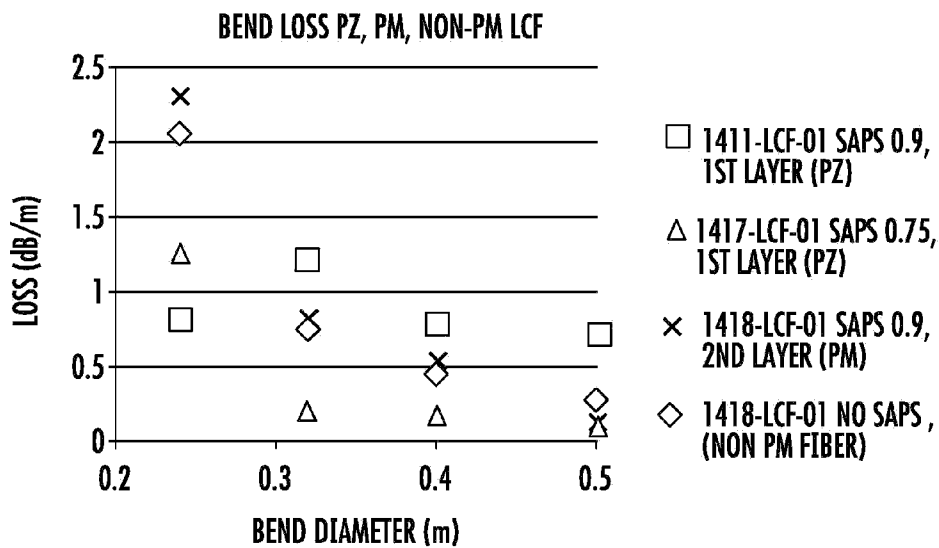 BEND LOSS PZ, PM, NON-PM LCF
2.5
2
1.5
1
0.5
0
LOSS (dB/m)
0.2
0.3
0.4
0.5
BEND DIAMETER (m)
1411-LCF-01 SAPS 0.9,
1ST LAYER (PZ)
1417-LCF-01 SAPS 0.75,
1ST LAYER (PZ)
1418-LCF-01 SAPS 0.9,
2ND LAYER (PM)
1418-LCF-01 NO SAPS ,
(NON PM FIBER)